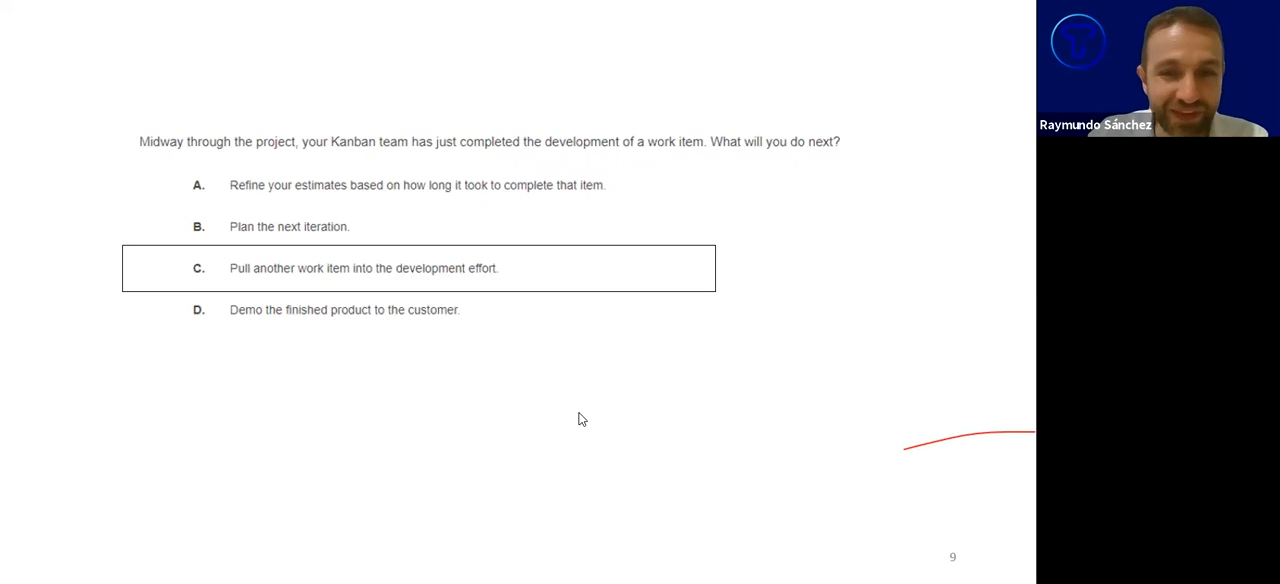 Midway through the project, your Kanban team has just completed the development of a work item. What will you do next?
A. Refine your estimates based on how long it took to complete that item.
B. Plan the next iteration.
C. Pull another work item into the development effort.
D. Demo the finished product to the customer.
9
Raymundo Sánchez